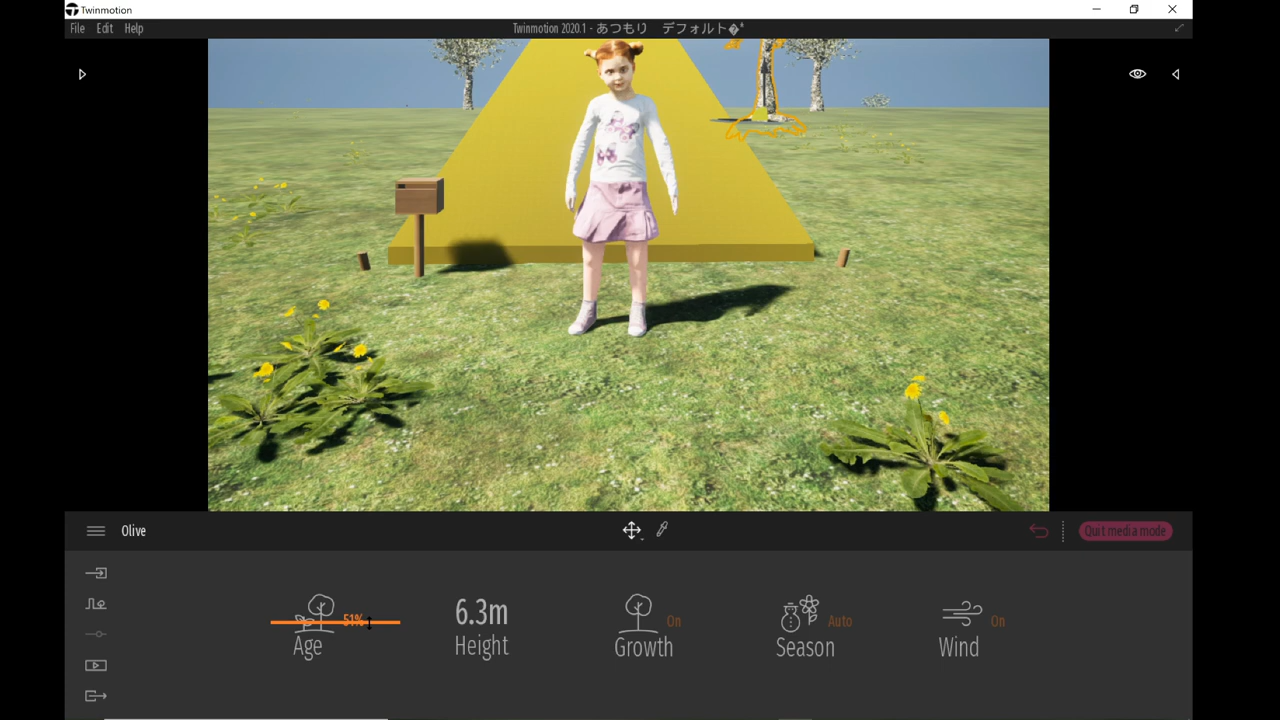 Twinmotion
File Edit Help
Twinmotion 2020.1 - あつもり デフォルト�*
Olive
Quit media mode
51%
Age
6.3m
Height
On
Growth
Auto
Season
On
Wind